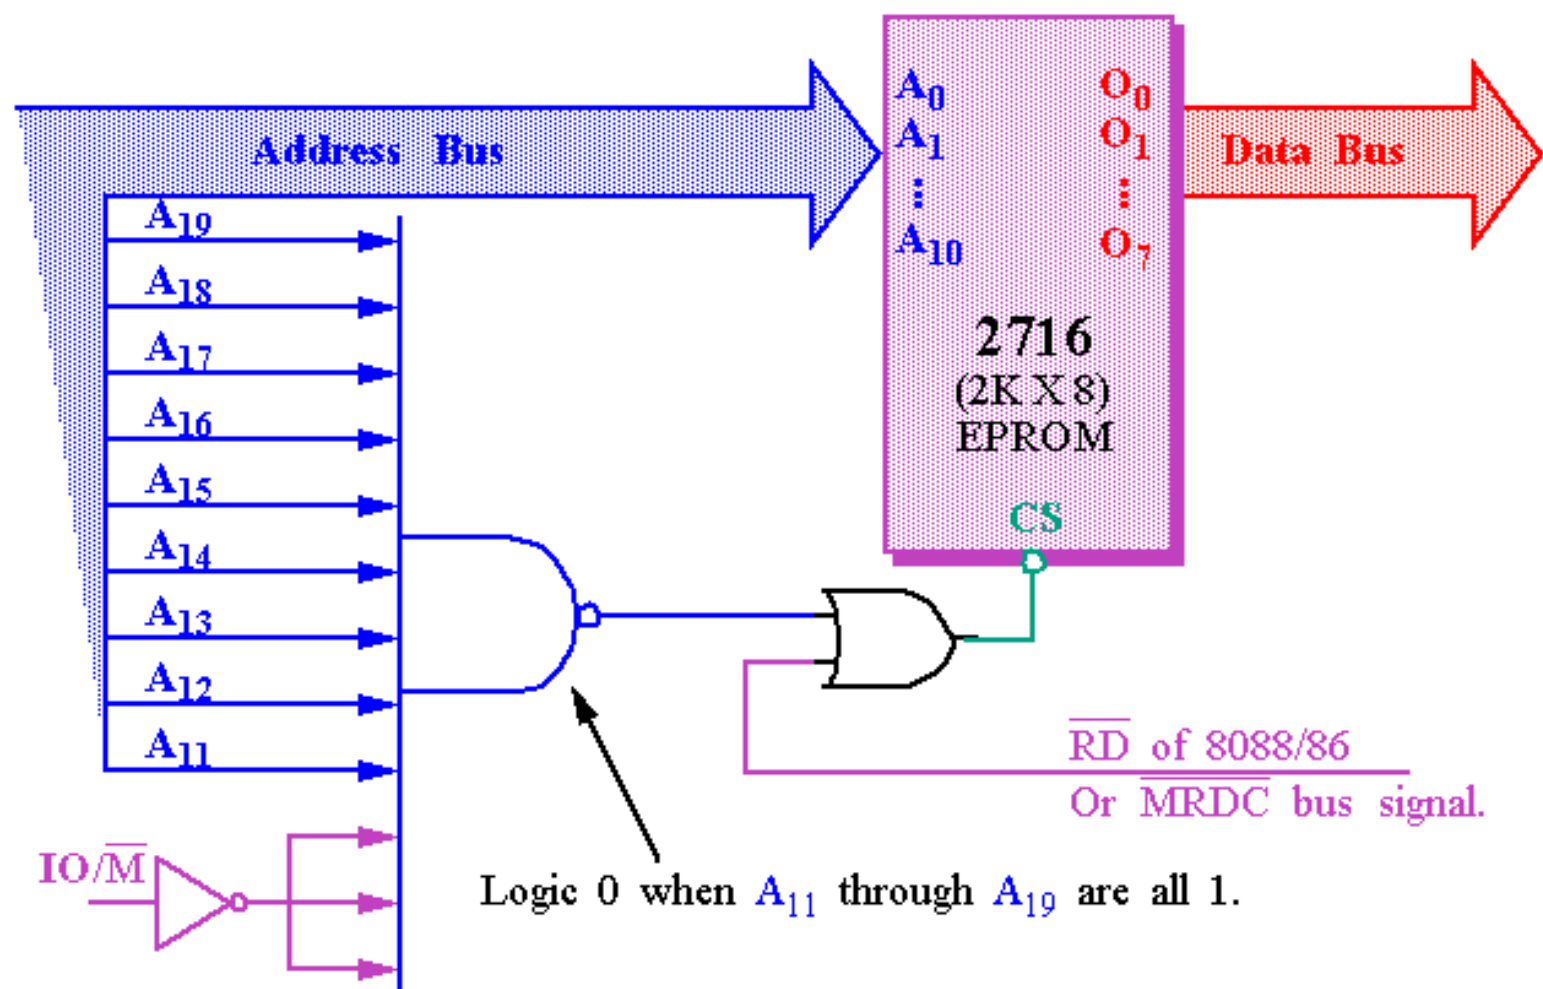 Address Bus
A0
A1
⋮
A10
O0
O1
⋮
O7
Data Bus
2716
(2K X 8)
EPROM
CS
A19
A18
A17
A16
A15
A14
A13
A12
A11
IO/M̅
R̅D̅ of 8088/86
Or M̅R̅D̅C̅ bus signal.
Logic 0 when A11 through A19 are all 1.